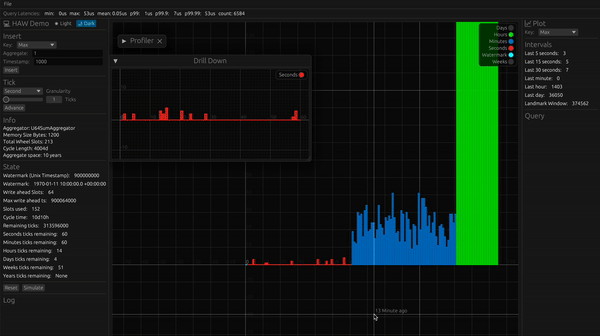 File
Query Latencies: min: 0us max: 53us mean: 0.05us p99: 1us p99.9: 7us p99.99: 53us count: 6584
HAW Demo Light Dark
Insert
Key: Max
Aggregate: 1
Timestamp: 1000
Insert
Tick
Second Granularity
1 Ticks
Advance
Info
Aggregator: U64SumAggregator
Memory Size Bytes: 1200
Total Wheel Slots: 213
Cycle Length: 4004d
Aggregate space: 10 years
State
Watermark (Unix Timestamp): 900000000
Watermark: 1970-01-11 10:00:00.0 +00:00:00
Write ahead Slots: 64
Max write ahead ts: 900064000
Slots used: 152
Cycle time: 10d10h
Remaining ticks: 313596000
Seconds ticks remaining: 60
Minutes ticks remaining: 60
Hours ticks remaining: 14
Days ticks remaining: 4
Weeks ticks remaining: 51
Years ticks remaining: None
Reset Simulate
Log
Profiler
Drill Down
Seconds
Days
Hours
Minutes
Seconds
Watermark
Weeks
13 Minute ago
Plot
Key: Max
Intervals
Last 5 seconds: 3
Last 15 seconds: 5
Last 30 seconds: 7
Last minute: 0
Last hour: 1403
Last day: 36050
Landmark Window: 374562
Query